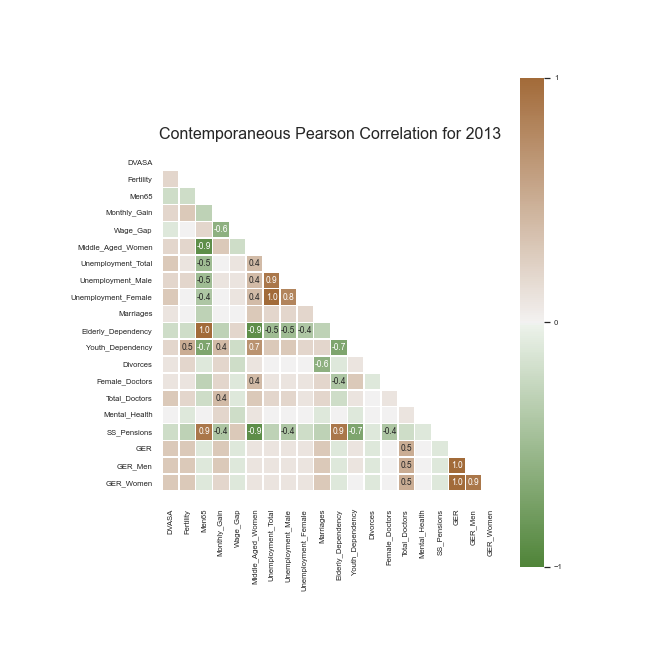 Contemporaneous Pearson Correlation for 2013
1
0
−1
DVASA
Fertility
Men65
Monthly_Gain
Wage_Gap -0.6
Middle_Aged_Women -0.9
Unemployment_Total -0.5 0.4
Unemployment_Male -0.5 0.4 0.9
Unemployment_Female -0.4 0.4 1.0 0.8
Marriages
Elderly_Dependency 1.0 -0.9 -0.5 -0.5 -0.4
Youth_Dependency 0.5 -0.7 0.4 0.7 -0.7
Divorces -0.6
Female_Doctors 0.4 -0.4
Total_Doctors 0.4
Mental_Health
SS_Pensions 0.9 -0.4 -0.9 -0.4 0.9 -0.7 -0.4
GER 0.5
GER_Men 0.5 1.0
GER_Women 0.5 1.0 0.9
DVASA
Fertility
Men65
Monthly_Gain
Wage_Gap
Middle_Aged_Women
Unemployment_Total
Unemployment_Male
Unemployment_Female
Marriages
Elderly_Dependency
Youth_Dependency
Divorces
Female_Doctors
Total_Doctors
Mental_Health
SS_Pensions
GER
GER_Men
GER_Women